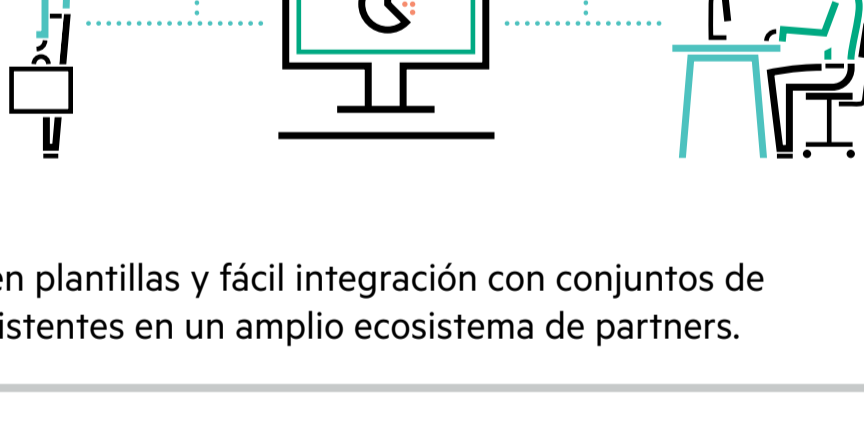 en plantillas y fácil integración con conjuntos de
istentes en un amplio ecosistema de partners.